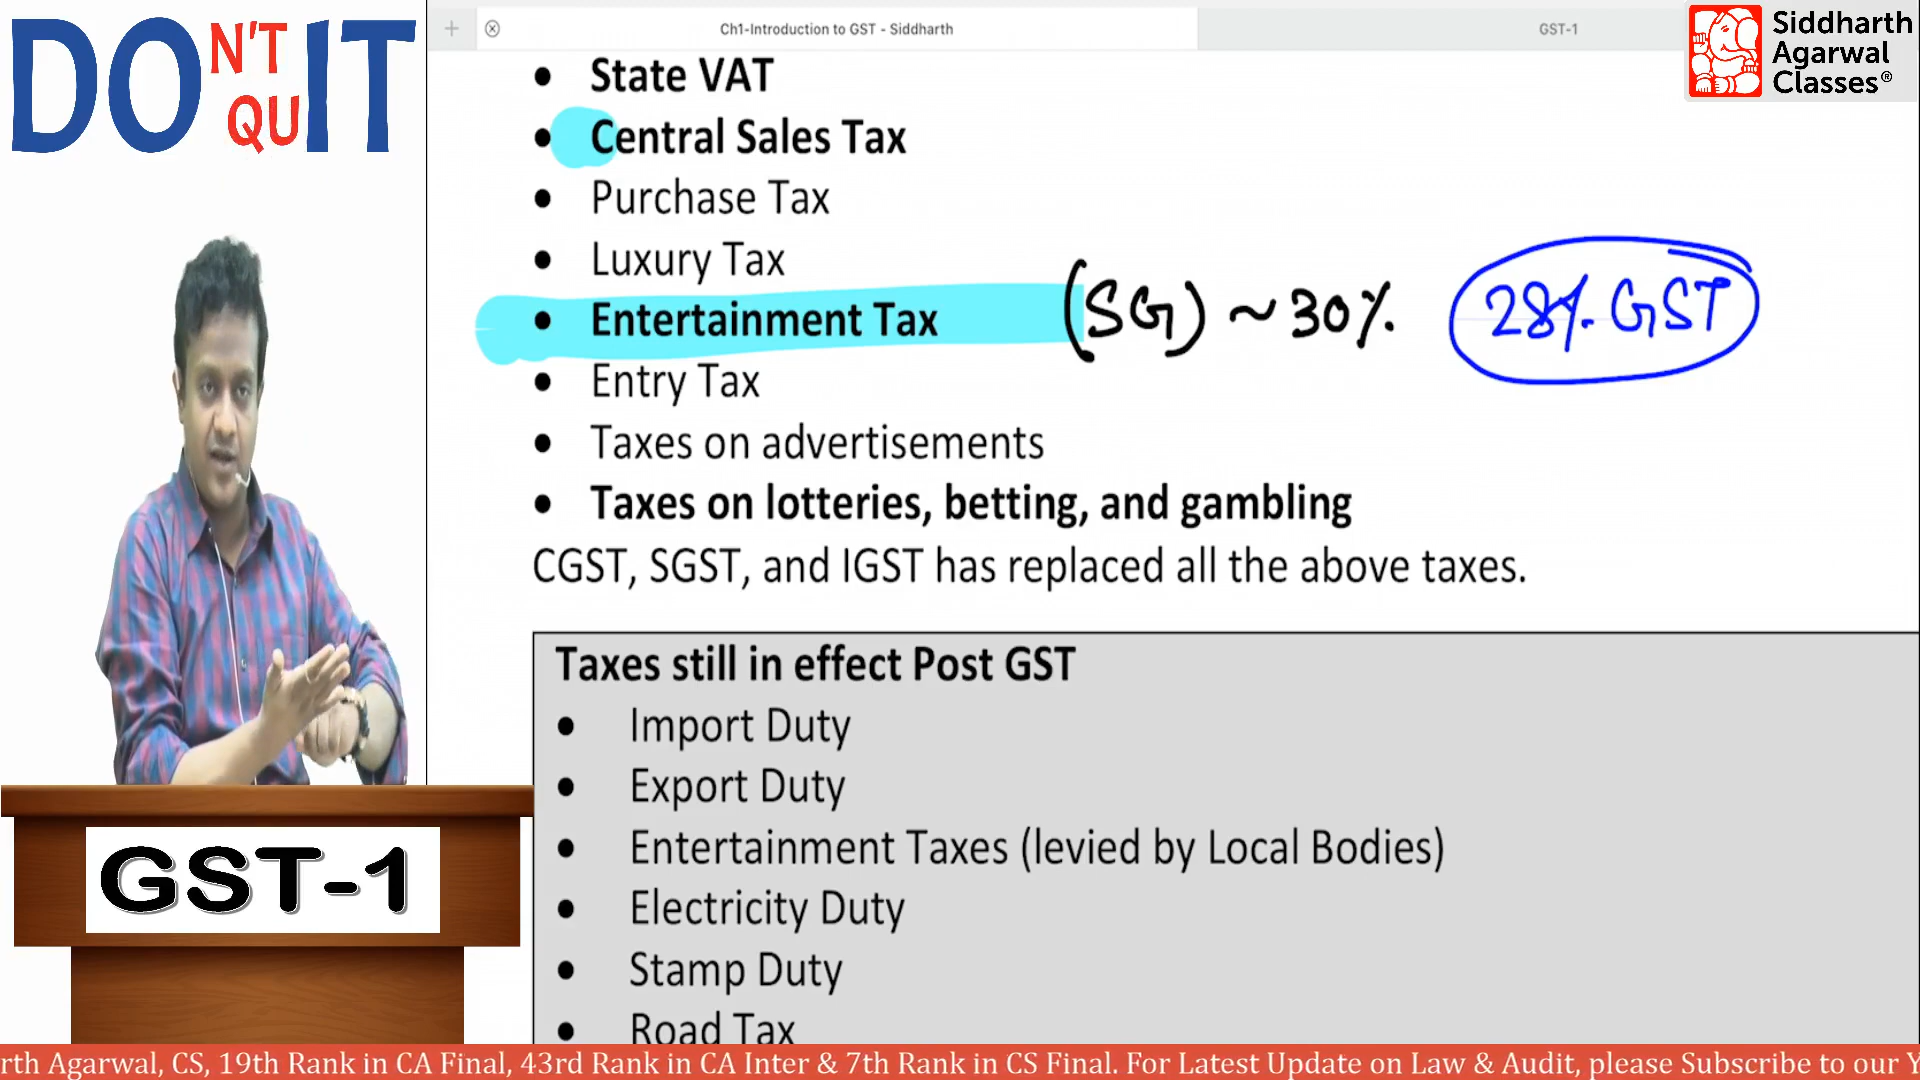 DON'T QUIT
Ch1-Introduction to GST - Siddharth
GST-1
Siddharth
Agarwal
Classes®
• State VAT
• Central Sales Tax
• Purchase Tax
• Luxury Tax
• Entertainment Tax (SG) ~30% 28% GST
• Entry Tax
• Taxes on advertisements
• Taxes on lotteries, betting, and gambling
CGST, SGST, and IGST has replaced all the above taxes.
Taxes still in effect Post GST
• Import Duty
• Export Duty
• Entertainment Taxes (levied by Local Bodies)
• Electricity Duty
• Stamp Duty
• Road Tax
GST-1
rth Agarwal, CS, 19th Rank in CA Final, 43rd Rank in CA Inter & 7th Rank in CS Final. For Latest Update on Law & Audit, please Subscribe to our Y